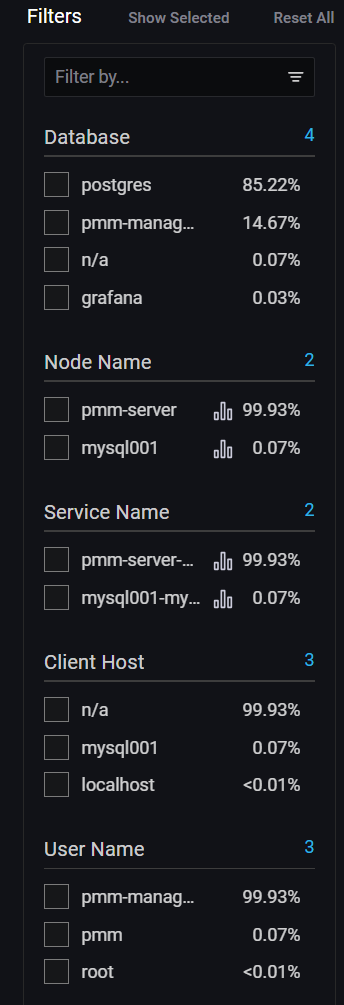 Filters Show Selected Reset All
Filter by...
Database 4
postgres 85.22%
pmm-manag... 14.67%
n/a 0.07%
grafana 0.03%
Node Name 2
pmm-server 99.93%
mysql001 0.07%
Service Name 2
pmm-server-... 99.93%
mysql001-my... 0.07%
Client Host 3
n/a 99.93%
mysql001 0.07%
localhost <0.01%
User Name 3
pmm-manag... 99.93%
pmm 0.07%
root <0.01%